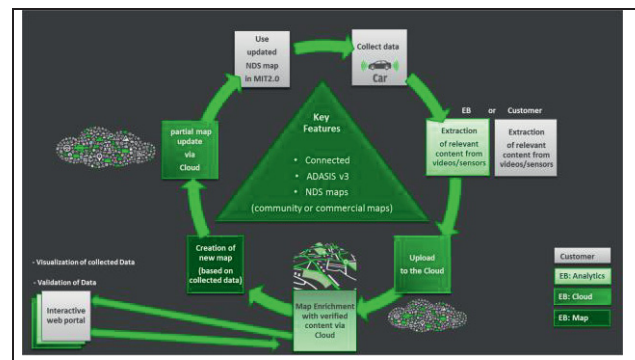 Use
updated
NDS map
in MIT2.0
Collect data
Car
EB or Customer
Extraction
of relevant
content from
videos/sensors
Extraction
of relevant
content from
videos/sensors
partial map
update
via
Cloud
Key
Features
• Connected
• ADASIS v3
• NDS maps
(community or commercial maps)
Creation of
new map
(based on
collected data)
Upload
to the Cloud
Map Enrichment
with verified
content via
Cloud
- Visualization of collected Data
- Validation of Data
Interactive
web portal
Customer
EB: Analytics
EB: Cloud
EB: Map